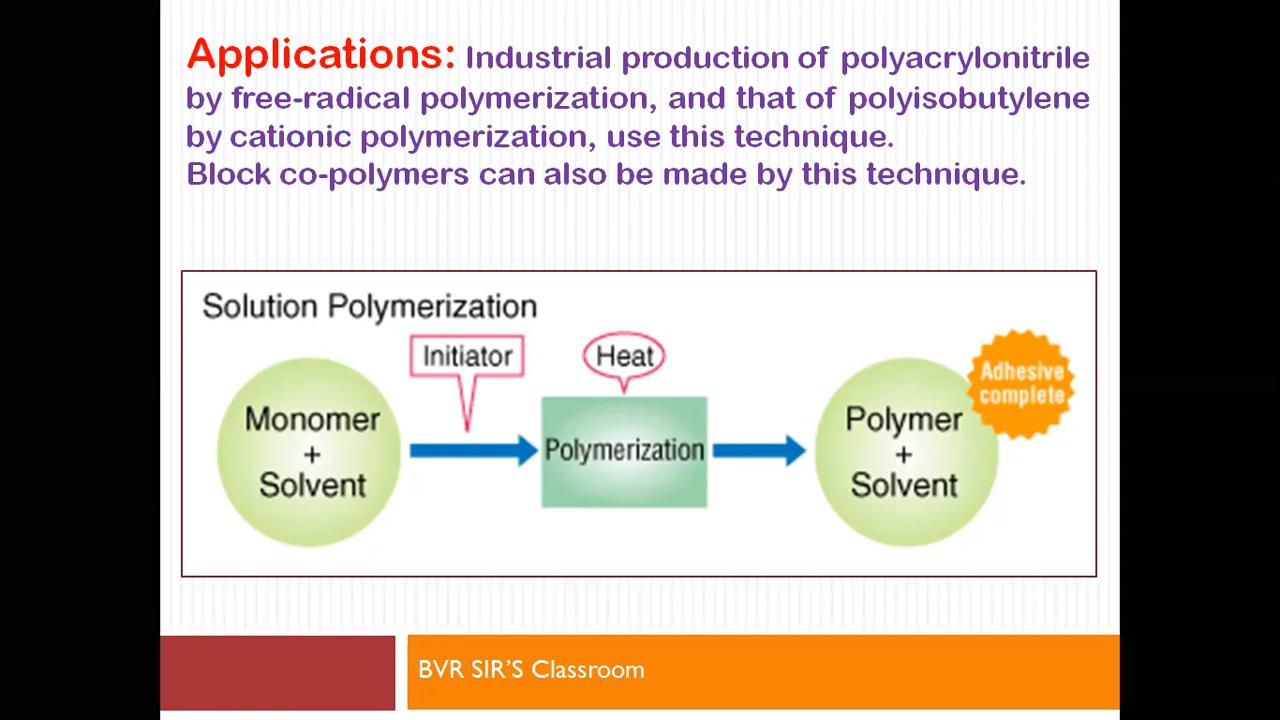 Applications: Industrial production of polyacrylonitrile
by free-radical polymerization, and that of polyisobutylene
by cationic polymerization, use this technique.
Block co-polymers can also be made by this technique.
Solution Polymerization
Initiator
Heat
Monomer
+
Solvent
Polymerization
Polymer
+
Solvent
Adhesive
complete
BVR SIR'S Classroom